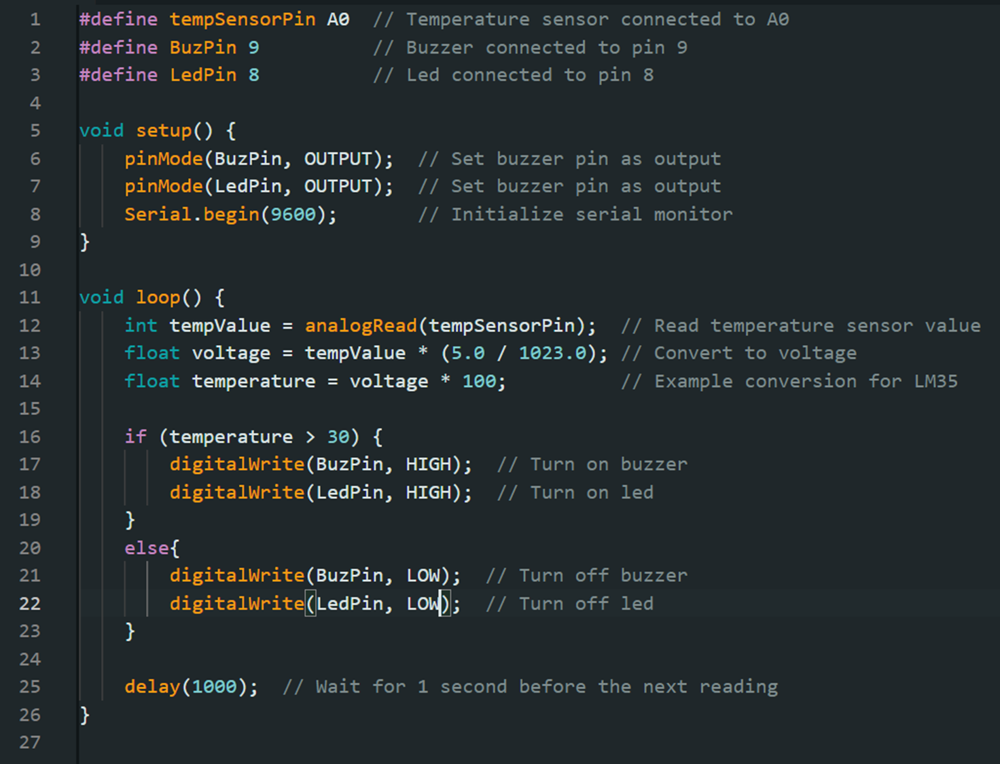 1 #define tempSensorPin A0  // Temperature sensor connected to A0
2 #define BuzPin 9          // Buzzer connected to pin 9
3 #define LedPin 8          // Led connected to pin 8
4
5 void setup() {
6     pinMode(BuzPin, OUTPUT);  // Set buzzer pin as output
7     pinMode(LedPin, OUTPUT);  // Set buzzer pin as output
8     Serial.begin(9600);       // Initialize serial monitor
9 }
10
11 void loop() {
12     int tempValue = analogRead(tempSensorPin);  // Read temperature sensor value
13     float voltage = tempValue * (5.0 / 1023.0); // Convert to voltage
14     float temperature = voltage * 100;          // Example conversion for LM35
15
16     if (temperature > 30) {
17         digitalWrite(BuzPin, HIGH);  // Turn on buzzer
18         digitalWrite(LedPin, HIGH);  // Turn on led
19     }
20     else{
21         digitalWrite(BuzPin, LOW);  // Turn off buzzer
22         digitalWrite(LedPin, LOW);  // Turn off led
23     }
24
25     delay(1000);  // Wait for 1 second before the next reading
26 }
27